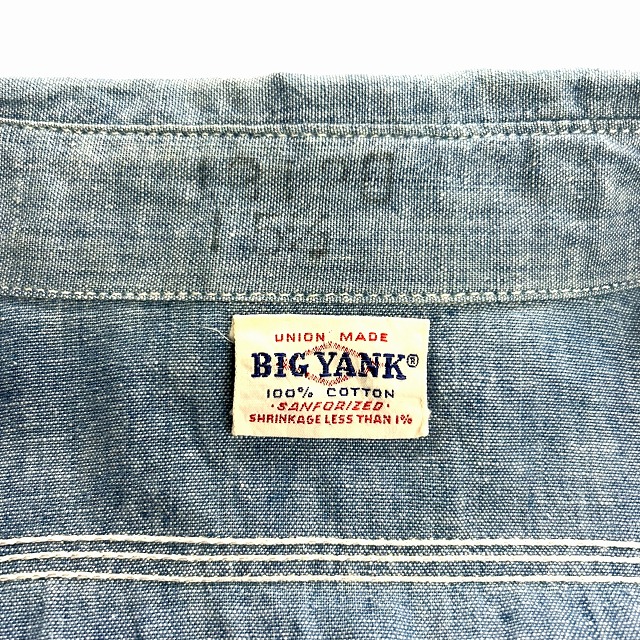 UNION MADE
BIG YANK®
100% COTTON
·SANFORIZED·
SHRINKAGE LESS THAN 1%